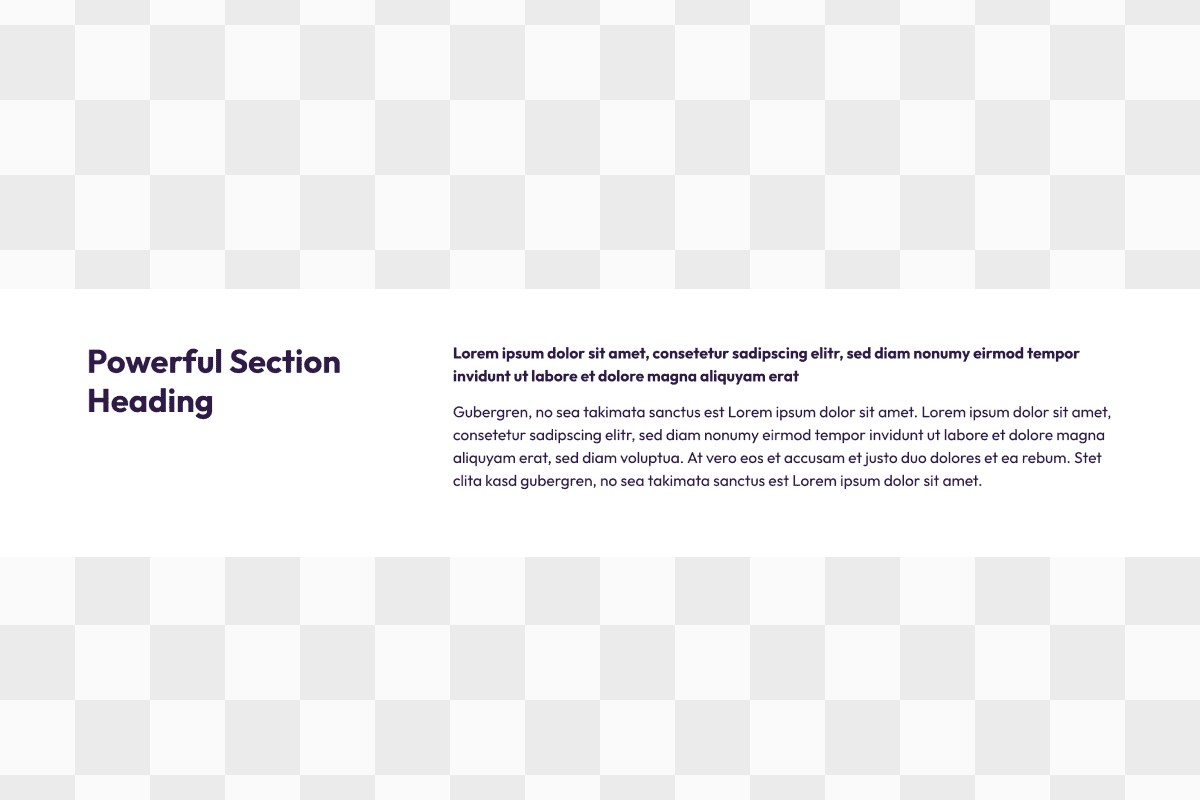 Powerful Section
Heading
Lorem ipsum dolor sit amet, consetetur sadipscing elitr, sed diam nonumy eirmod tempor
invidunt ut labore et dolore magna aliquyam erat
Gubergren, no sea takimata sanctus est Lorem ipsum dolor sit amet. Lorem ipsum dolor sit amet,
consetetur sadipscing elitr, sed diam nonumy eirmod tempor invidunt ut labore et dolore magna
aliquyam erat, sed diam voluptua. At vero eos et accusam et justo duo dolores et ea rebum. Stet
clita kasd gubergren, no sea takimata sanctus est Lorem ipsum dolor sit amet.